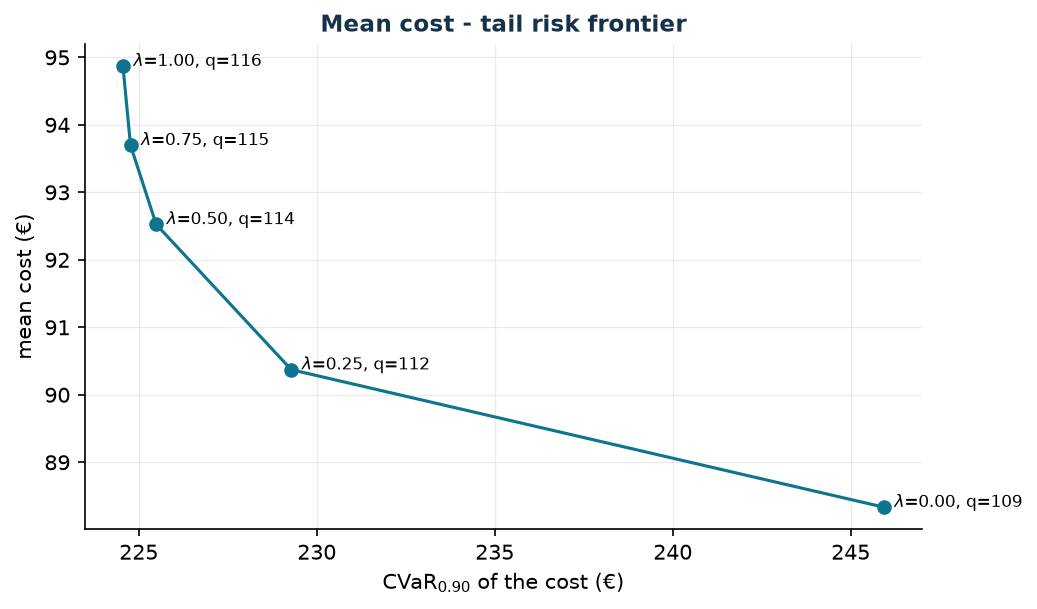 Mean cost - tail risk frontier
95
94
93
92
91
90
89
mean cost (€)
λ=1.00, q=116
λ=0.75, q=115
λ=0.50, q=114
λ=0.25, q=112
λ=0.00, q=109
225
230
235
240
245
CVaR0.90 of the cost (€)